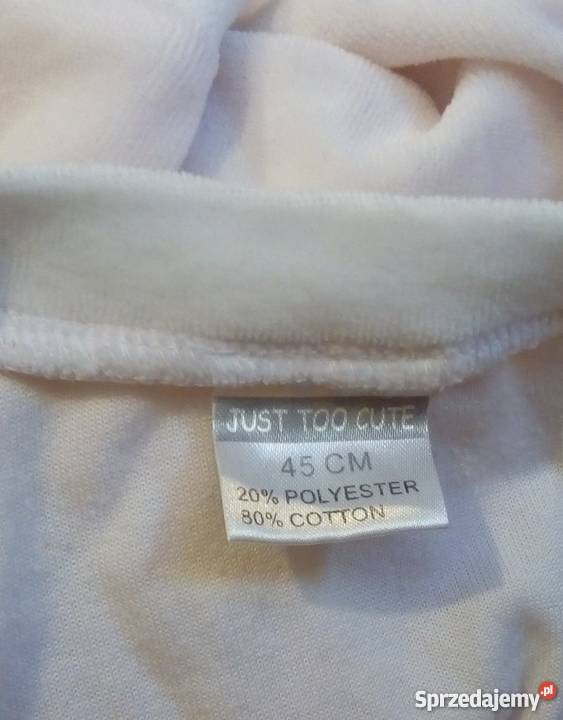 JUST TOO CUTE
45 CM
20% POLYESTER
80% COTTON
Sprzedajemy.pl